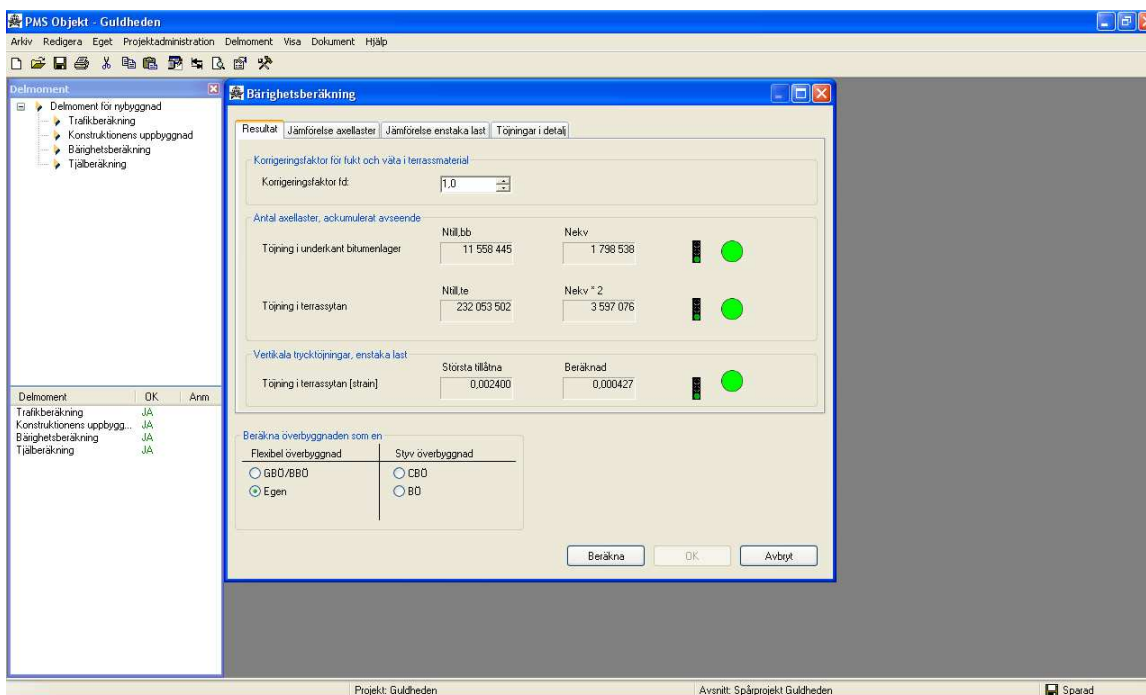 PMS Objekt - Guldheden
Arkiv Redigera Eget Projektadministration Delmoment Visa Dokument Hjälp
Delmoment
Delmoment för nybyggnad
Trafikberäkning
Konstruktionens uppbyggnad
Bärighetsberäkning
Tjälberäkning
Delmoment OK Anm
Trafikberäkning JA
Konstruktionens uppbygg... JA
Bärighetsberäkning JA
Tjälberäkning JA
Bärighetsberäkning
Resultat Jämförelse axellaster Jämförelse enstaka last Töjningar i detalj
Korrigeringsfaktor för fukt och väta i terrassmaterial
Korrigeringsfaktor fd: 1,0
Antal axellaster, ackumulerat avseende
Ntill,bb Nekv
Töjning i underkant bitumenlager 11 558 445 1 798 538
Ntill,te Nekv * 2
Töjning i terrassytan 232 053 502 3 597 076
Vertikala trycktöjningar, enstaka last
Största tillåtna Beräknad
Töjning i terrassytan [strain] 0,002400 0,000427
Beräkna överbyggnaden som en
Flexibel överbyggnad Styv överbyggnad
GBÖ/BBÖ CBÖ
Egen BÖ
Beräkna OK Avbryt
Projekt: Guldheden Avsnitt: Spårprojekt Guldheden Sparad